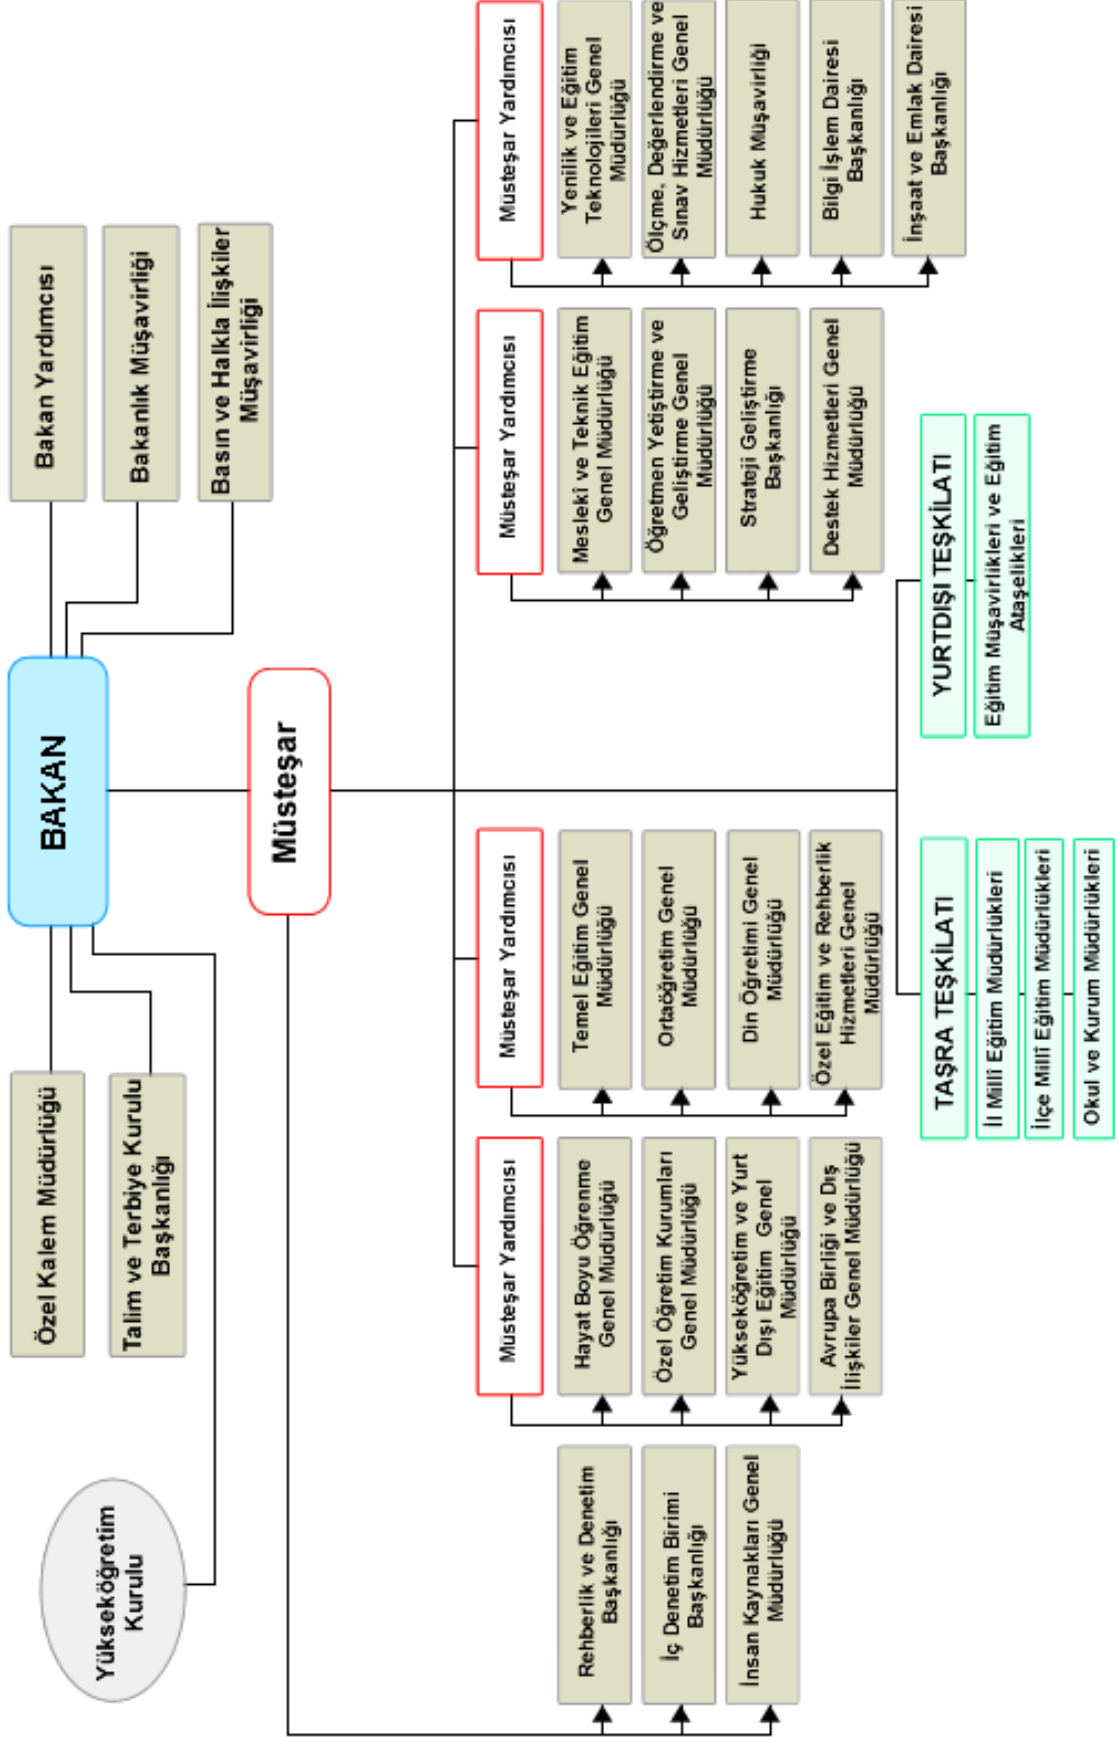 BAKAN
Özel Kalem Müdürlüğü
Talim ve Terbiye Kurulu
Başkanlığı
Yükseköğretim
Kurulu
Bakan Yardımcısı
Bakanlık Müşavirliği
Basın ve Halkla İlişkiler
Müşavirliği
Müsteşar
Rehberlik ve Denetim
Başkanlığı
İç Denetim Birimi
Başkanlığı
İnsan Kaynakları Genel
Müdürlüğü
Müsteşar Yardımcısı
Hayat Boyu Öğrenme
Genel Müdürlüğü
Özel Öğretim Kurumları
Genel Müdürlüğü
Yükseköğretim ve Yurt
Dışı Eğitim Genel
Müdürlüğü
Avrupa Birliği ve Dış
İlişkiler Genel Müdürlüğü
Müsteşar Yardımcısı
Temel Eğitim Genel
Müdürlüğü
Ortaöğretim Genel
Müdürlüğü
Din Öğretimi Genel
Müdürlüğü
Özel Eğitim ve Rehberlik
Hizmetleri Genel
Müdürlüğü
Müsteşar Yardımcısı
Meslekî ve Teknik Eğitim
Genel Müdürlüğü
Öğretmen Yetiştirme ve
Geliştirme Genel
Müdürlüğü
Strateji Geliştirme
Başkanlığı
Destek Hizmetleri Genel
Müdürlüğü
Müsteşar Yardımcısı
Yenilik ve Eğitim
Teknolojileri Genel
Müdürlüğü
Ölçme, Değerlendirme ve
Sınav Hizmetleri Genel
Müdürlüğü
Hukuk Müşavirliği
Bilgi İşlem Dairesi
Başkanlığı
İnşaat ve Emlak Dairesi
Başkanlığı
TAŞRA TEŞKİLATI
İl Millî Eğitim Müdürlükleri
İlçe Millî Eğitim Müdürlükleri
Okul ve Kurum Müdürlükleri
YURTDIŞI TEŞKİLATI
Eğitim Müşavirlikleri ve Eğitim
Ataşelikleri